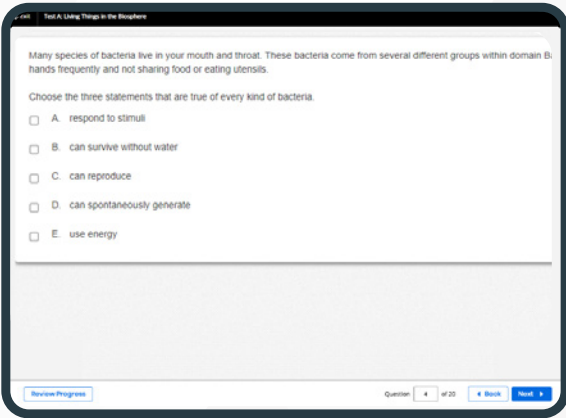 Exit Test A: Living Things in the Biosphere
Many species of bacteria live in your mouth and throat. These bacteria come from several different groups within domain
hands frequently and not sharing food or eating utensils.
Choose the three statements that are true of every kind of bacteria.
A. respond to stimuli
B. can survive without water
C. can reproduce
D. can spontaneously generate
E. use energy
Review Progress Question 4 of 20 Back Next